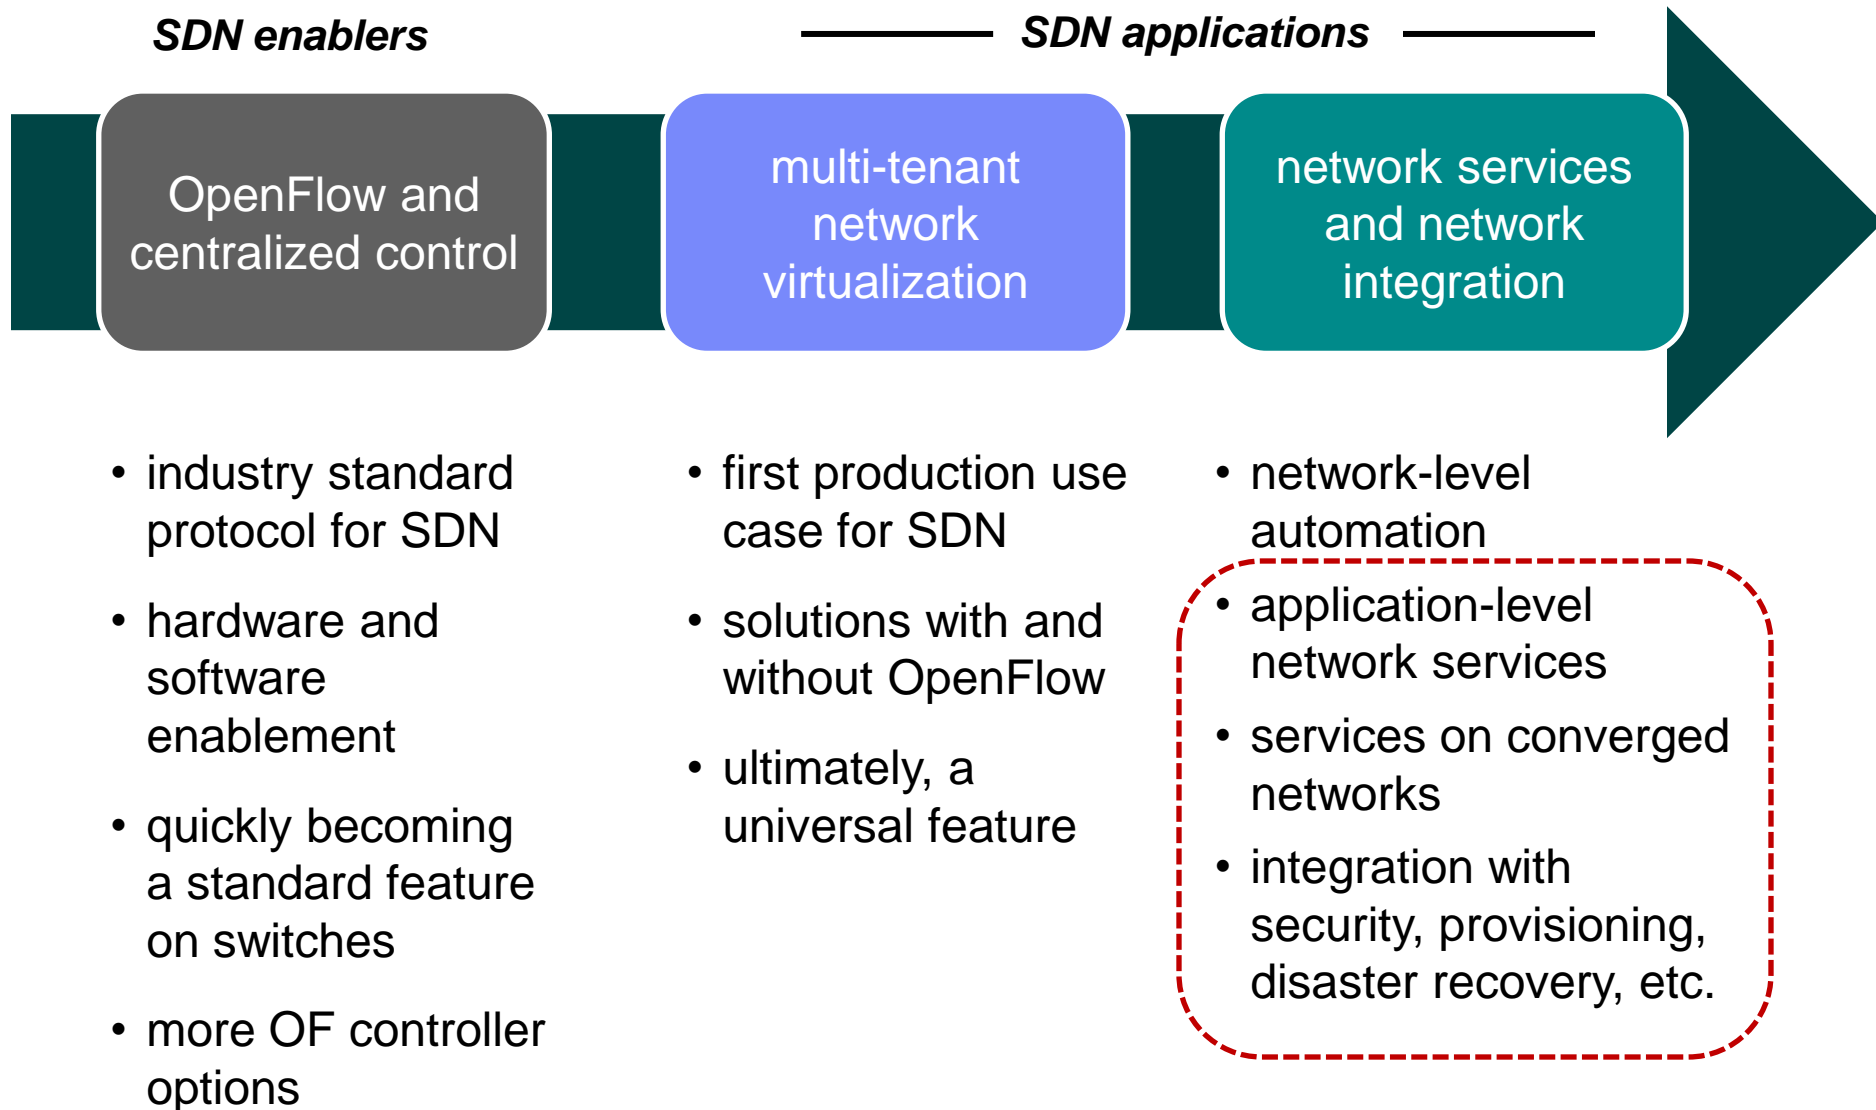 SDN enablers
SDN applications
OpenFlow and
centralized control
multi-tenant
network
virtualization
network services
and network
integration
• industry standard
protocol for SDN
• hardware and
software
enablement
• quickly becoming
a standard feature
on switches
• more OF controller
options
• first production use
case for SDN
• solutions with and
without OpenFlow
• ultimately, a
universal feature
• network-level
automation
• application-level
network services
• services on converged
networks
• integration with
security, provisioning,
disaster recovery, etc.